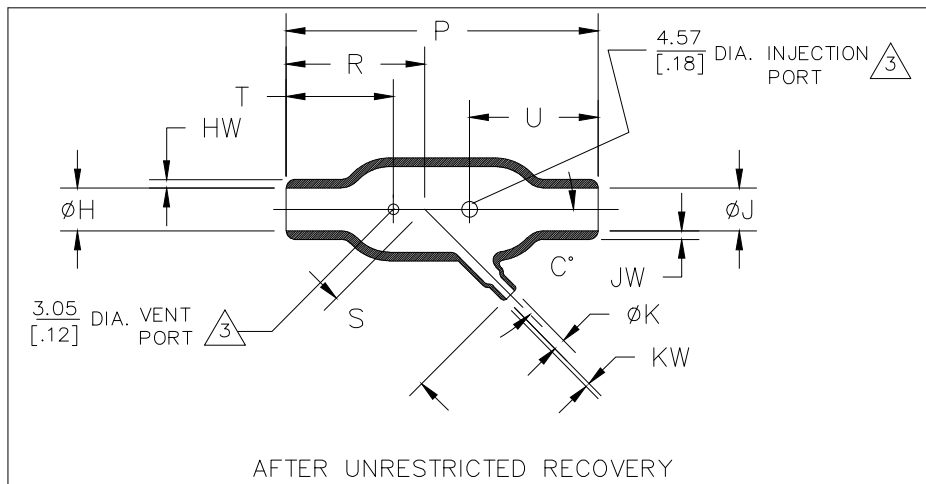 P
R
4.57
[.18] DIA. INJECTION
PORT
3
T
U
HW
ØH
ØJ
C°
JW
3.05
[.12] DIA. VENT
PORT
3
S
ØK
KW
AFTER UNRESTRICTED RECOVERY